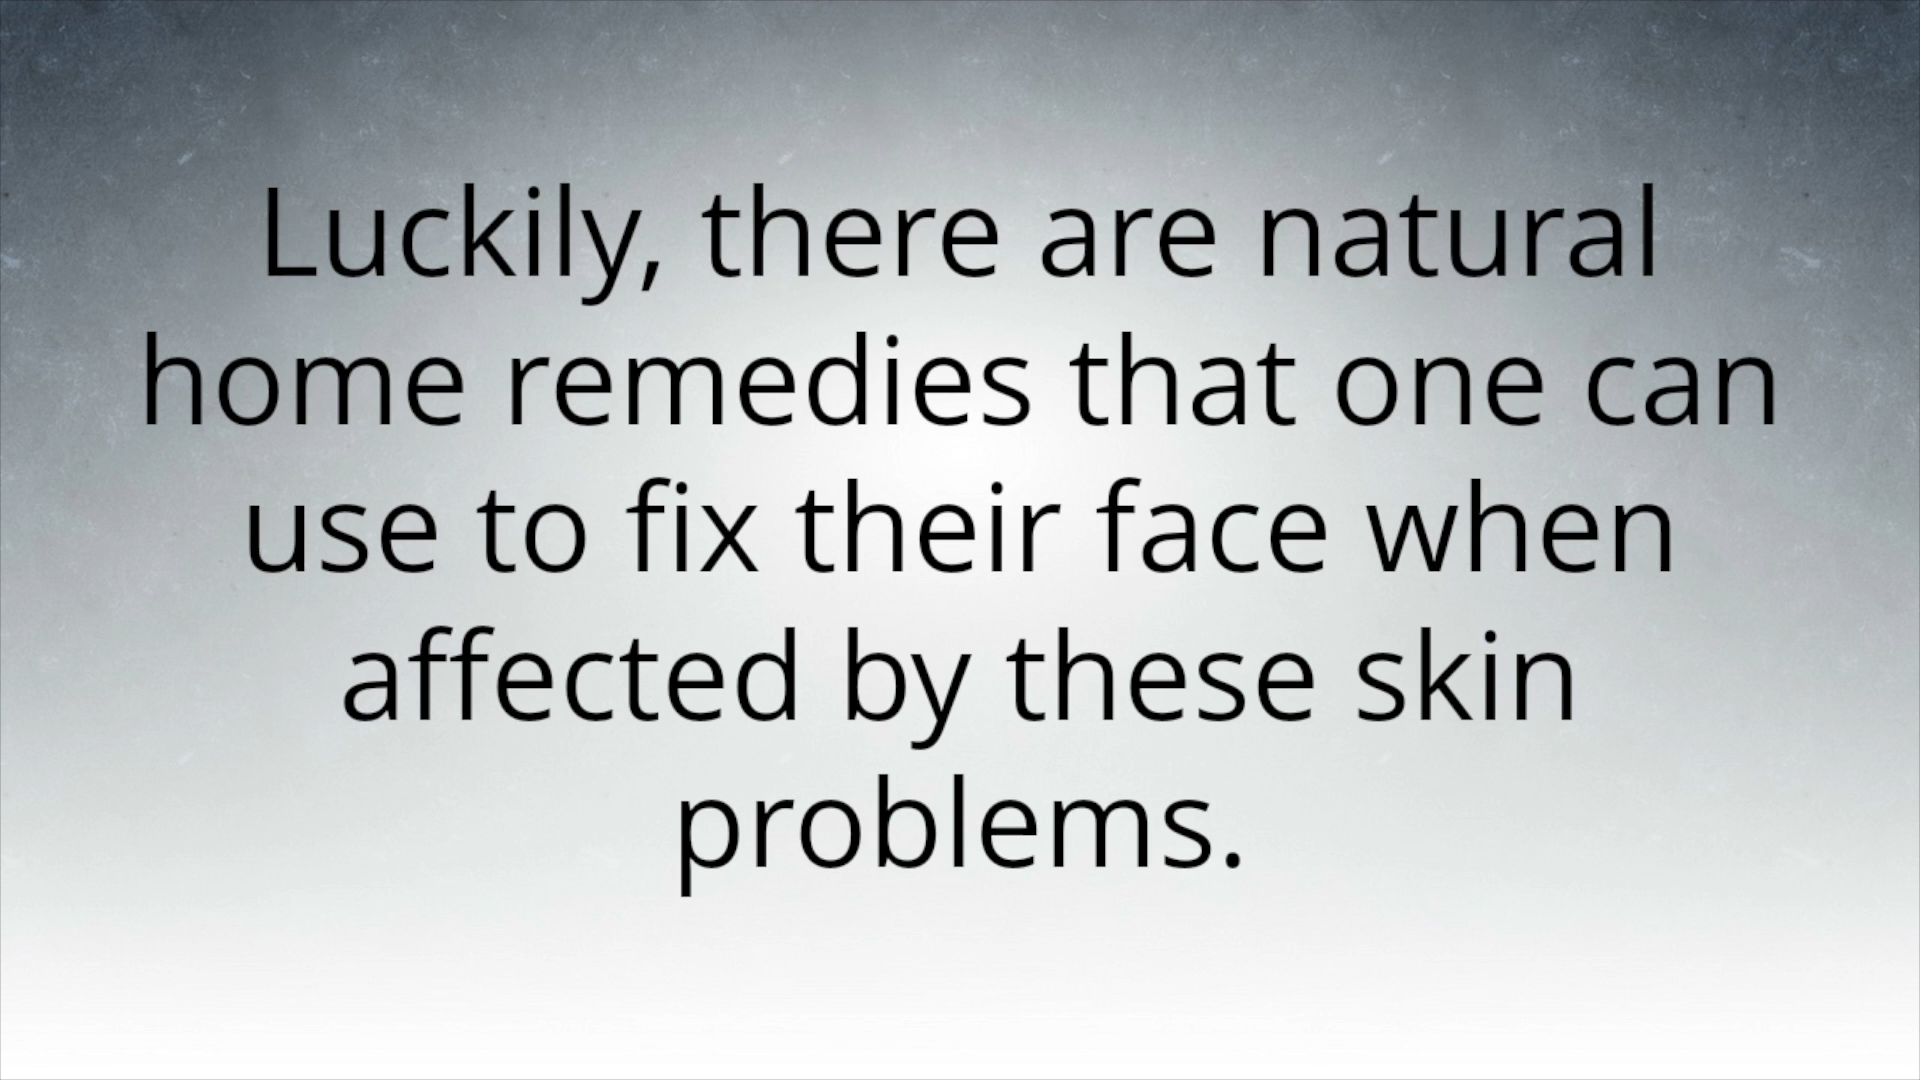 Luckily, there are natural
home remedies that one can
use to fix their face when
affected by these skin
problems.